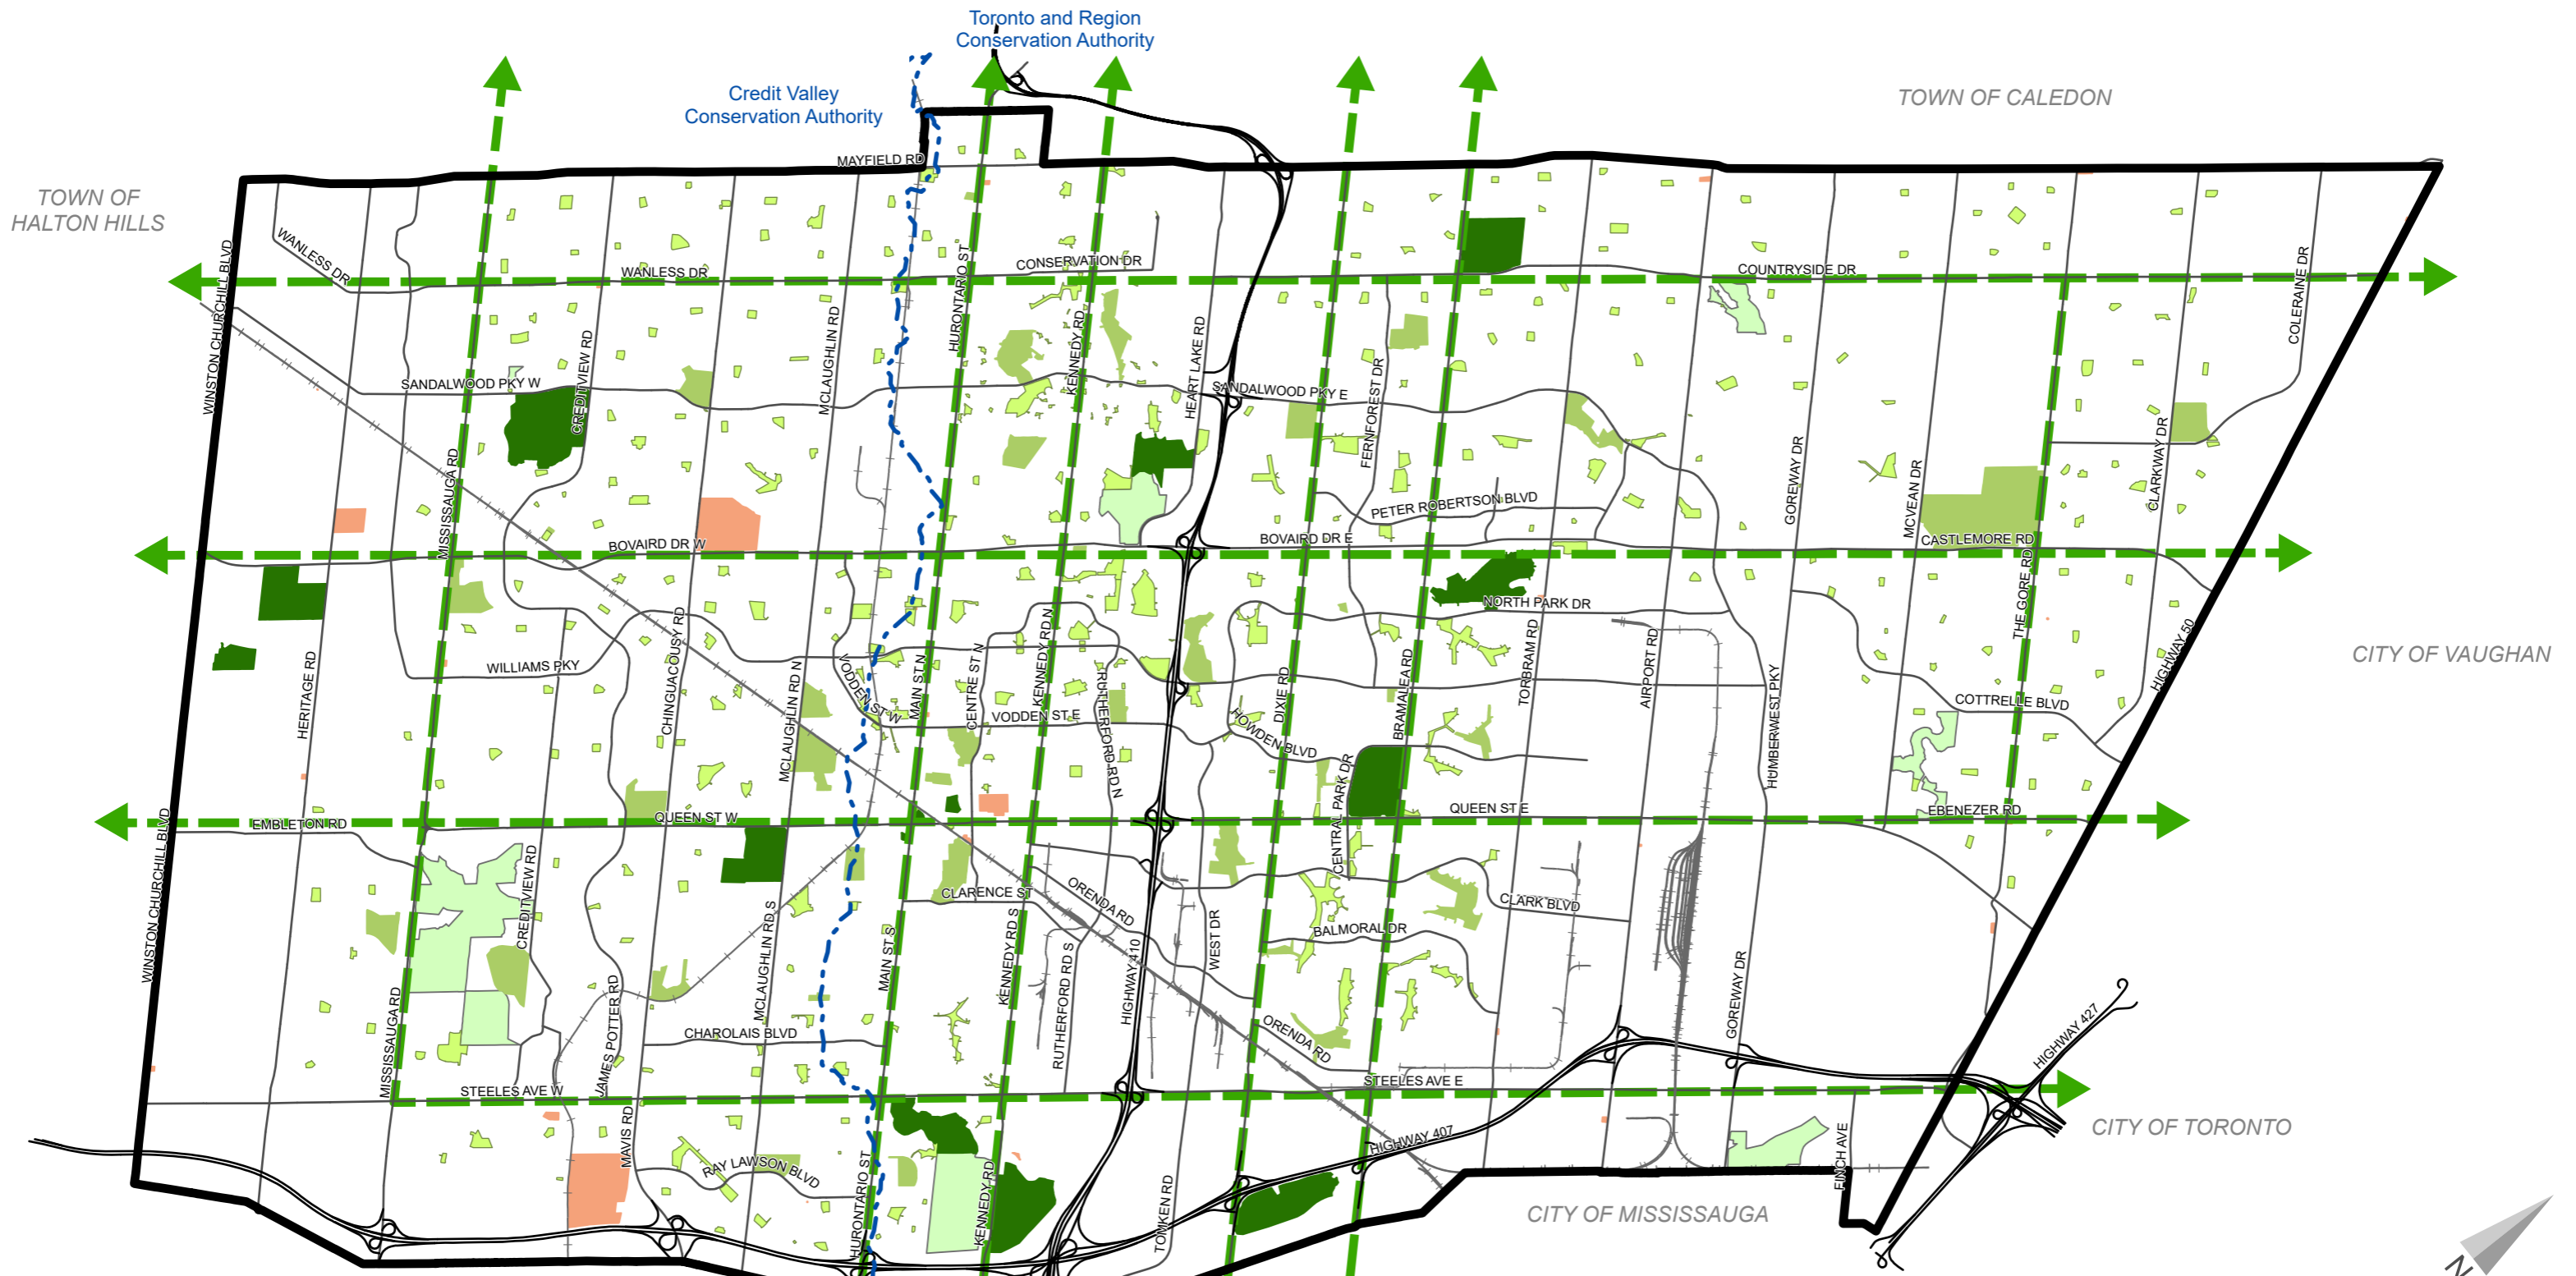 Toronto and Region
Conservation Authority
Credit Valley
Conservation Authority
TOWN OF CALEDON
TOWN OF
HALTON HILLS
MAYFIELD RD
WANLESS DR
WANLESS DR
CONSERVATION DR
COUNTRYSIDE DR
WINSTON CHURCHILL BLVD
HURONTARIO ST
COLERAINE DR
CREDITVIEW RD
MCLAUGHLIN RD
KENNEDY RD
HEART LAKE RD
FERNFOREST DR
SANDALWOOD PKY W
SANDALWOOD PKY E
MISSISSAUGA RD
GOREWAY DR
MCVEAN DR
CLARKWAY DR
PETER ROBERTSON BLVD
BOVAIRD DR W
BOVAIRD DR E
CASTLEMORE RD
NORTH PARK DR
THE GORE RD
HIGHWAY 50
CITY OF VAUGHAN
HERITAGE RD
WILLIAMS PKY
CHINGUACOUSY RD
MCLAUGHLIN RD N
VODDEN ST W
MAIN ST N
CENTRE ST N
KENNEDY RD N
RUTHERFORD RD N
VODDEN ST E
HOWDEN BLVD
DIXIE RD
BRAMALEA RD
TORBRAM RD
AIRPORT RD
HUMBERWEST PKY
COTTRELLE BLVD
CENTRAL PARK DR
EMBLETON RD
QUEEN ST W
QUEEN ST E
EBENEZER RD
WINSTON CHURCHILL BLVD
CREDITVIEW RD
MCLAUGHLIN RD S
CLARENCE ST
ORENDA RD
CLARK BLVD
BALMORAL DR
MAIN ST S
KENNEDY RD S
RUTHERFORD RD S
HIGHWAY 410
WEST DR
GOREWAY DR
MISSISSAUGA RD
JAMES POTTER RD
CHAROLAIS BLVD
ORENDA RD
HIGHWAY 427
STEELES AVE W
STEELES AVE E
MAVIS RD
RAY LAWSON BLVD
HURONTARIO ST
KENNEDY RD
TOMKEN RD
HIGHWAY 407
FINCH AVE
CITY OF TORONTO
CITY OF MISSISSAUGA
N